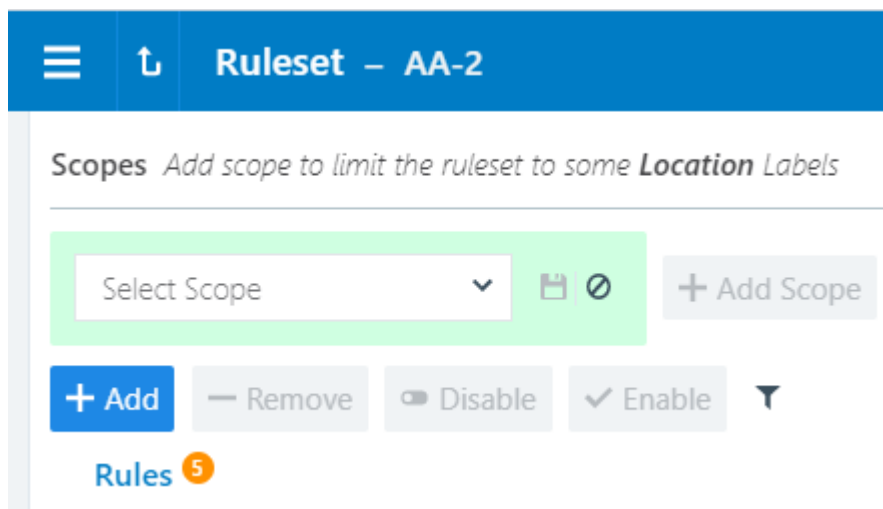 Ruleset – AA-2
Scopes Add scope to limit the ruleset to some Location Labels
Select Scope + Add Scope
+ Add − Remove Disable Enable
Rules 5